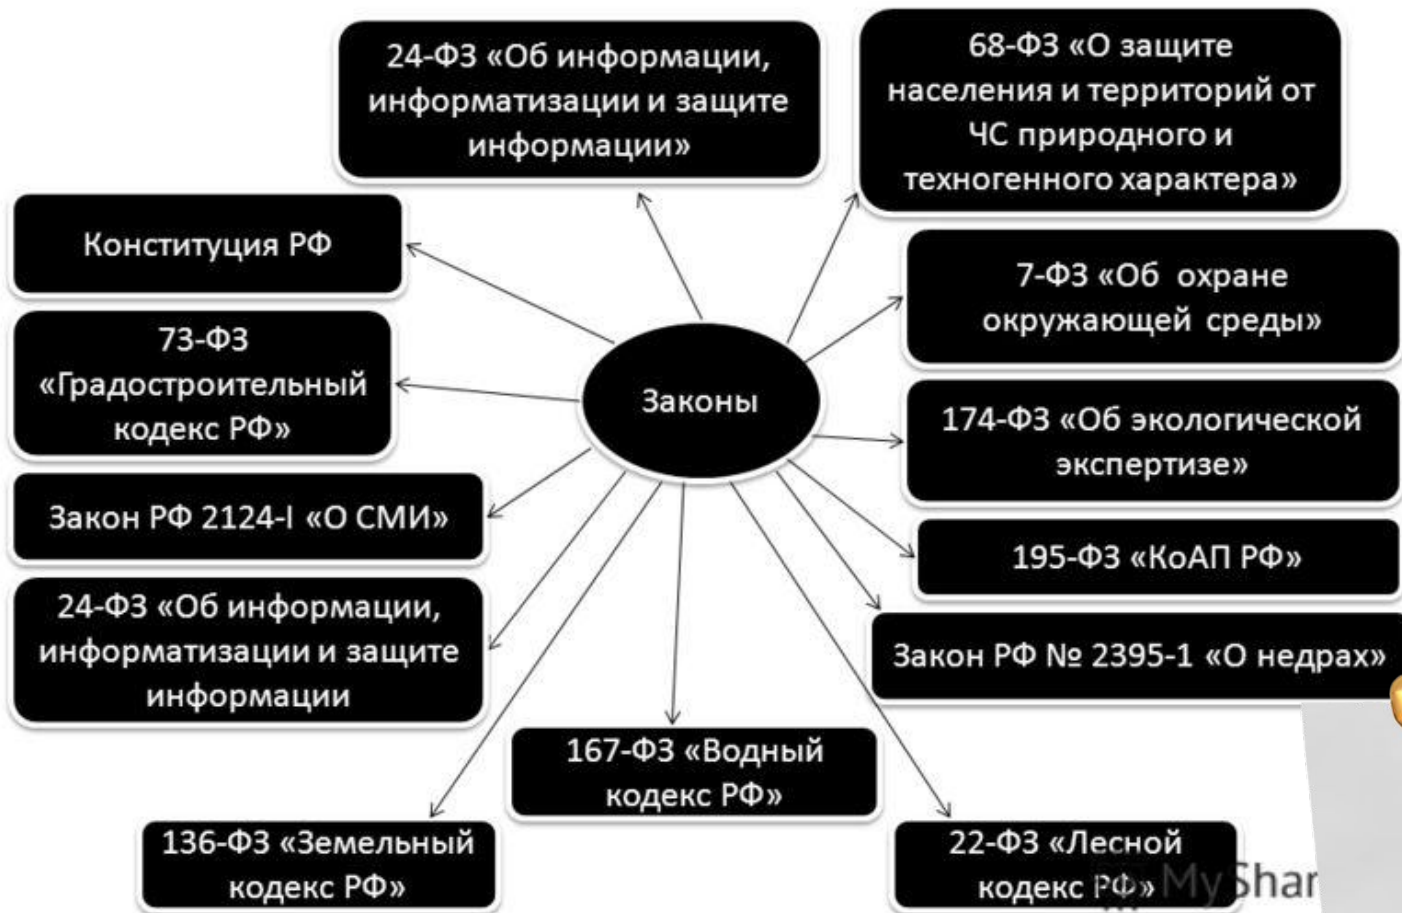 24-ФЗ «Об информации,
информатизации и защите
информации»
68-ФЗ «О защите
населения и территорий от
ЧС природного и
техногенного характера»
Конституция РФ
7-ФЗ «Об охране
окружающей среды»
73-ФЗ
«Градостроительный
кодекс РФ»
Законы
174-ФЗ «Об экологической
экспертизе»
Закон РФ 2124-I «О СМИ»
195-ФЗ «КоАП РФ»
24-ФЗ «Об информации,
информатизации и защите
информации
Закон РФ № 2395-1 «О недрах»
167-ФЗ «Водный
кодекс РФ»
136-ФЗ «Земельный
кодекс РФ»
22-ФЗ «Лесной
кодекс РФ»
MyShar